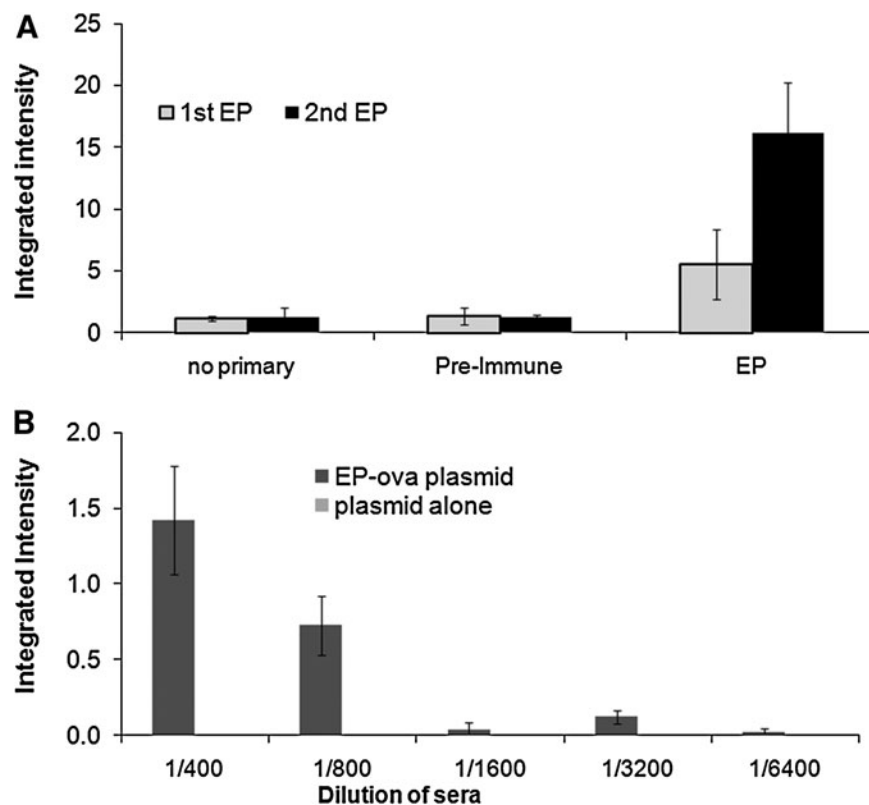 A
25
20
15
10
5
0
Integrated intensity
1st EP 2nd EP
no primary Pre-Immune EP
B
2.0
1.5
1.0
0.5
0.0
Integrated Intensity
EP-ova plasmid
plasmid alone
1/400 1/800 1/1600 1/3200 1/6400
Dilution of sera